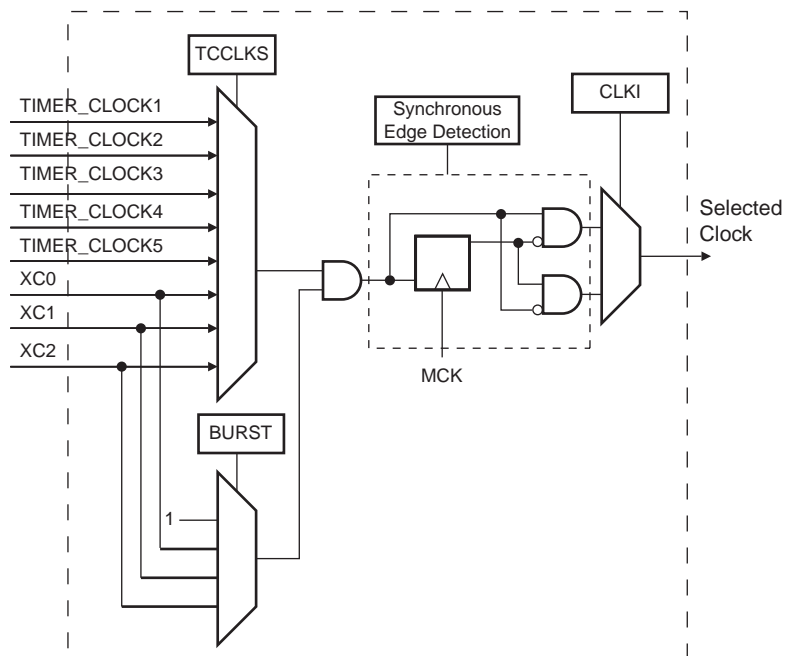 TCCLKS
TIMER_CLOCK1
TIMER_CLOCK2
TIMER_CLOCK3
TIMER_CLOCK4
TIMER_CLOCK5
XC0
XC1
XC2
Synchronous
Edge Detection
CLKI
Selected
Clock
MCK
BURST
1